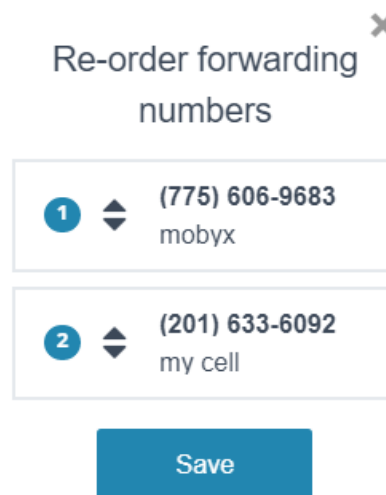 Re-order forwarding
numbers
1
(775) 606-9683
mobyx
2
(201) 633-6092
my cell
Save